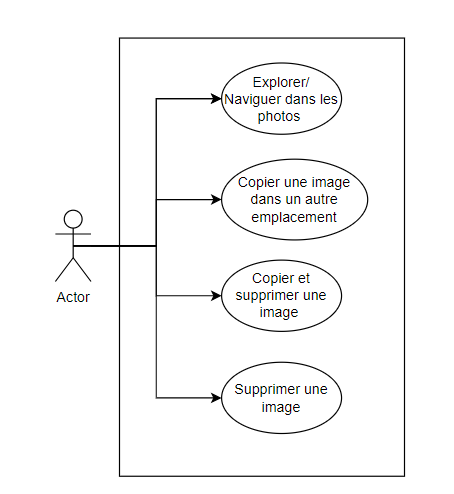 Explorer/
Naviguer dans les
photos
Copier une image
dans un autre
emplacement
Actor
Copier et
supprimer une
image
Supprimer une
image